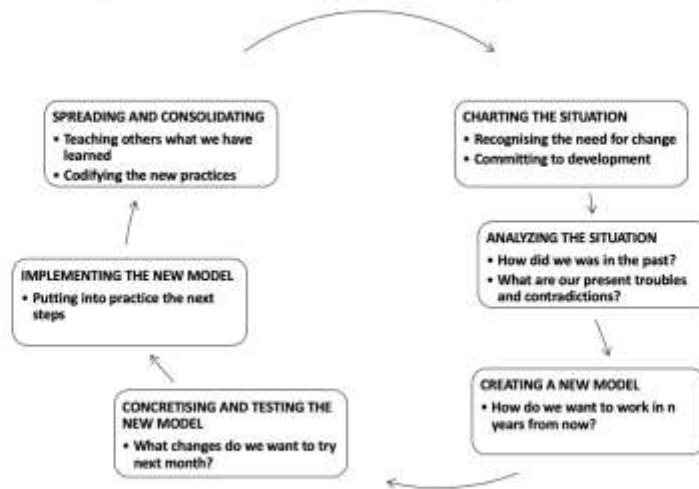 CHARTING THE SITUATION
• Recognising the need for change
• Committing to development
ANALYZING THE SITUATION
• How did we was in the past?
• What are our present troubles
and contradictions?
CREATING A NEW MODEL
• How do we want to work in n
years from now?
CONCRETISING AND TESTING THE
NEW MODEL
• What changes do we want to try
next month?
IMPLEMENTING THE NEW MODEL
• Putting into practice the next
steps
SPREADING AND CONSOLIDATING
• Teaching others what we have
learned
• Codifying the new practices